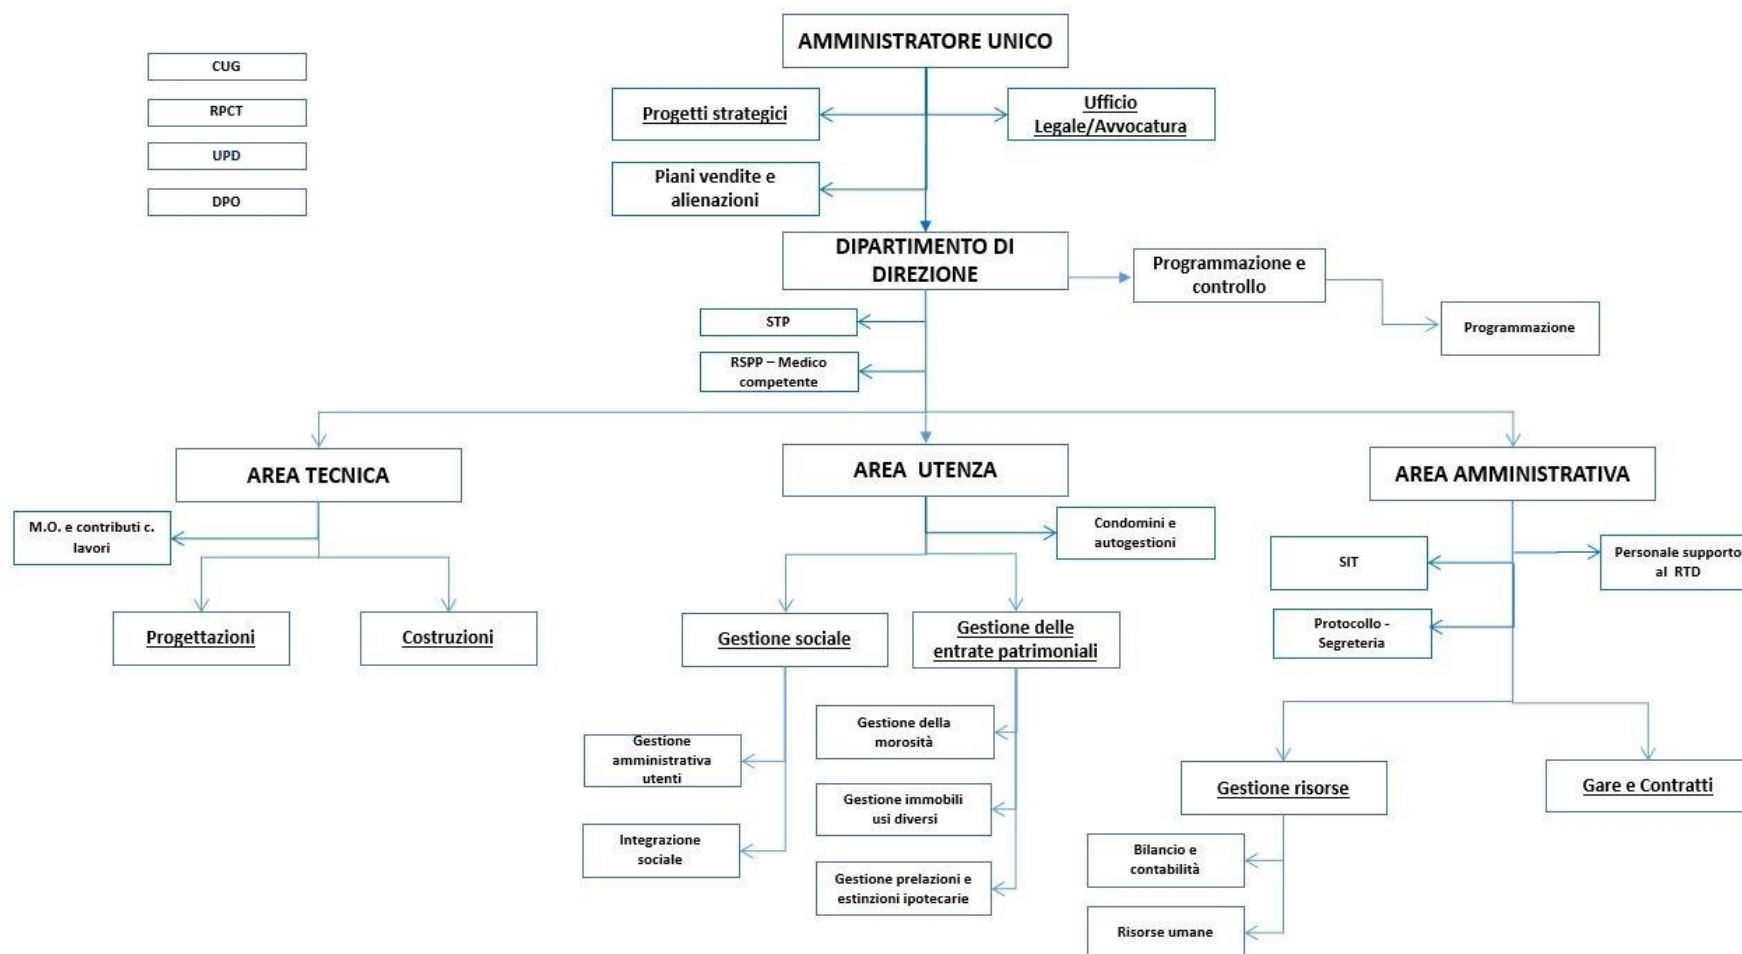 AMMINISTRATORE UNICO
CUG
RPCT
UPD
DPO
Progetti strategici
Ufficio
Legale/Avvocatura
Piani vendite e
alienazioni
DIPARTIMENTO DI
DIREZIONE
Programmazione e
controllo
Programmazione
STP
RSPP – Medico
competente
AREA TECNICA
AREA  UTENZA
AREA AMMINISTRATIVA
M.O. e contributi c.
lavori
Condomini e
autogestioni
SIT
Personale supporto
al  RTD
Protocollo -
Segreteria
Progettazioni
Costruzioni
Gestione sociale
Gestione delle
entrate patrimoniali
Gestione
amministrativa
utenti
Integrazione
sociale
Gestione della
morosità
Gestione immobili
usi diversi
Gestione prelazioni e
estinzioni ipotecarie
Gestione risorse
Gare e Contratti
Bilancio e
contabilità
Risorse umane